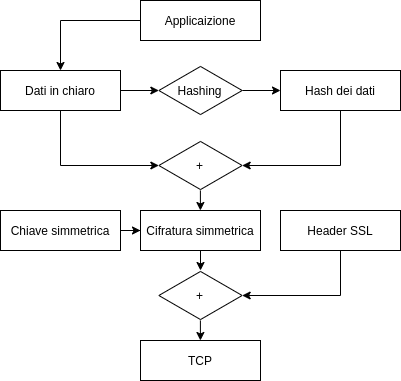 Applicaizione
Dati in chiaro
Hashing
Hash dei dati
+
Chiave simmetrica
Cifratura simmetrica
Header SSL
+
TCP